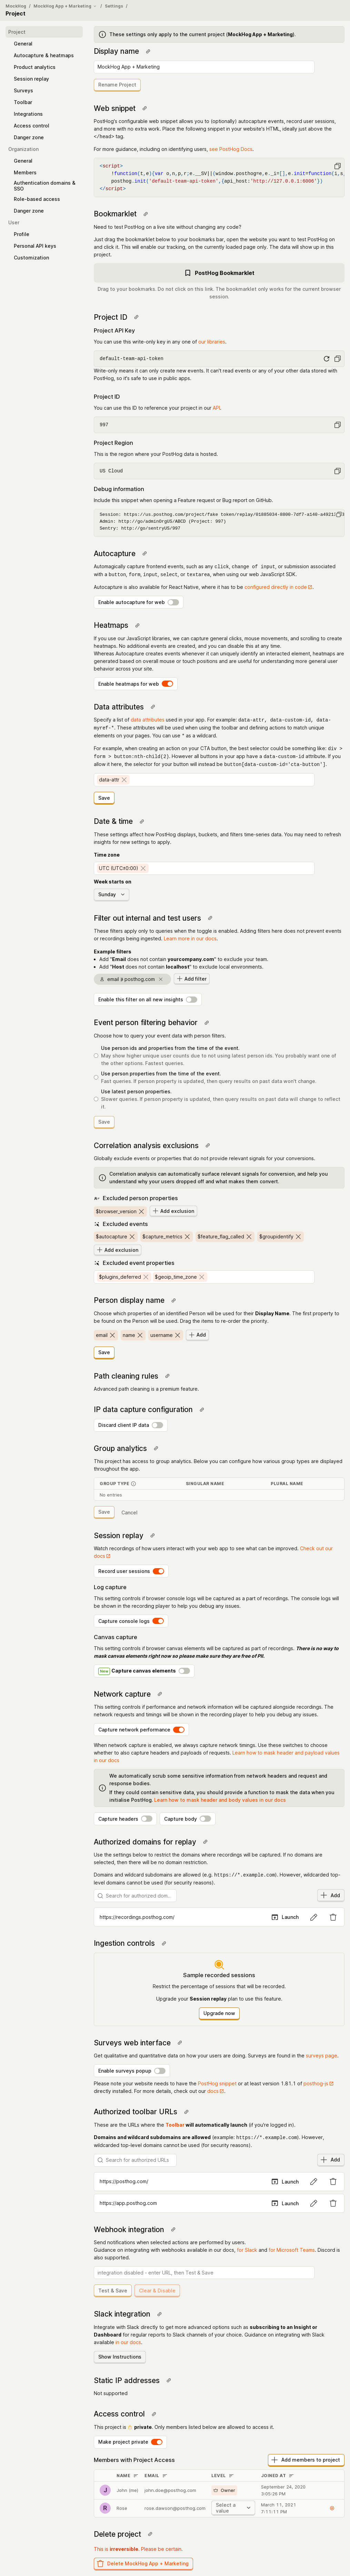 MockHog / MockHog App + Marketing / Settings /
Project
Project
General
Autocapture & heatmaps
Product analytics
Session replay
Surveys
Toolbar
Integrations
Access control
Danger zone
Organization
General
Members
Authentication domains &
SSO
Role-based access
Danger zone
User
Profile
Personal API keys
Customization
These settings only apply to the current project (MockHog App + Marketing).
Display name
MockHog App + Marketing
Rename Project
Web snippet
PostHog's configurable web snippet allows you to (optionally) autocapture events, record user sessions,
and more with no extra work. Place the following snippet in your website's HTML, ideally just above the
</head> tag.
For more guidance, including on identifying users, see PostHog Docs.
<script>
!function(t,e){var o,n,p,r;e.__SV||(window.posthog=e,e._i=[],e.init=function(i,s,
posthog.init('default-team-api-token',{api_host:'http://127.0.0.1:6006'})
</script>
Bookmarklet
Need to test PostHog on a live site without changing any code?
Just drag the bookmarklet below to your bookmarks bar, open the website you want to test PostHog on
and click it. This will enable our tracking, on the currently loaded page only. The data will show up in this
project.
PostHog Bookmarklet
Drag to your bookmarks. Do not click on this link. The bookmarklet only works for the current browser
session.
Project ID
Project API Key
You can use this write-only key in any one of our libraries.
default-team-api-token
Write-only means it can only create new events. It can't read events or any of your other data stored with
PostHog, so it's safe to use in public apps.
Project ID
You can use this ID to reference your project in our API.
997
Project Region
This is the region where your PostHog data is hosted.
US Cloud
Debug information
Include this snippet when opening a Feature request or Bug report on GitHub.
Admin: http://go/adminOrgUS/ABCD (Project: 997)
Sentry: http://go/sentryUS/997
Autocapture
Automagically capture frontend events, such as any click, change of input, or submission associated
with a button, form, input, select, or textarea, when using our web JavaScript SDK.
Autocapture is also available for React Native, where it has to be configured directly in code.
Enable autocapture for web
Heatmaps
If you use our JavaScript libraries, we can capture general clicks, mouse movements, and scrolling to create
heatmaps. No additional events are created, and you can disable this at any time.
Whereas Autocapture creates events whenever it can uniquely identify an interacted element, heatmaps are
generated based on overall mouse or touch positions and are useful for understanding more general user
behavior across your site.
Enable heatmaps for web
Data attributes
Specify a list of data attributes used in your app. For example: data-attr, data-custom-id, data-
myref-*. These attributes will be used when using the toolbar and defining actions to match unique
elements on your pages. You can use * as a wildcard.
For example, when creating an action on your CTA button, the best selector could be something like: div >
form > button:nth-child(2). However all buttons in your app have a data-custom-id attribute. If you
allow it here, the selector for your button will instead be button[data-custom-id='cta-button'].
data-attr
Save
Date & time
These settings affect how PostHog displays, buckets, and filters time-series data. You may need to refresh
insights for new settings to apply.
Time zone
UTC (UTC±0:00)
Week starts on
Sunday
Filter out internal and test users
These filters apply only to queries when the toggle is enabled. Adding filters here does not prevent events
or recordings being ingested. Learn more in our docs.
Example filters
Add "Email does not contain yourcompany.com" to exclude your team.
Add "Host does not contain localhost" to exclude local environments.
email ∌ posthog.com
Add filter
Enable this filter on all new insights
Event person filtering behavior
Choose how to query your event data with person filters.
Use person ids and person properties from the time of the event.
May show higher unique user counts due to not using latest person ids. You probably want one of
the other options. Fastest queries.
Use person properties from the time of the event.
Fast queries. If person property is updated, then query results on past data won't change.
Use latest person properties.
Slower queries. If person property is updated, then query results on past data will change to reflect
it.
Save
Correlation analysis exclusions
Globally exclude events or properties that do not provide relevant signals for your conversions.
Correlation analysis can automatically surface relevant signals for conversion, and help you
understand why your users dropped off and what makes them convert.
Excluded person properties
$browser_version
Add exclusion
Excluded events
$autocapture
$capture_metrics
$feature_flag_called
$groupidentify
Add exclusion
Excluded event properties
$plugins_deferred
$geoip_time_zone
Person display name
Choose which properties of an identified Person will be used for their Display Name. The first property to
be found on the Person will be used. Drag the items to re-order the priority.
email
name
username
Add
Save
Path cleaning rules
Advanced path cleaning is a premium feature.
IP data capture configuration
Discard client IP data
Group analytics
This project has access to group analytics. Below you can configure how various group types are displayed
throughout the app.
GROUP TYPE
SINGULAR NAME
PLURAL NAME
No entries
Save
Cancel
Session replay
Watch recordings of how users interact with your web app to see what can be improved. Check out our
docs
Record user sessions
Log capture
This setting controls if browser console logs will be captured as a part of recordings. The console logs will
be shown in the recording player to help you debug any issues.
Capture console logs
Canvas capture
This setting controls if browser canvas elements will be captured as part of recordings. There is no way to
mask canvas elements right now so please make sure they are free of PII.
New
Capture canvas elements
Network capture
This setting controls if performance and network information will be captured alongside recordings. The
network requests and timings will be shown in the recording player to help you debug any issues.
Capture network performance
When network capture is enabled, we always capture network timings. Use these switches to choose
whether to also capture headers and payloads of requests. Learn how to mask header and payload values
in our docs
We automatically scrub some sensitive information from network headers and request and
response bodies.
If they could contain sensitive data, you should provide a function to mask the data when you
initialise PostHog. Learn how to mask header and body values in our docs
Capture headers
Capture body
Authorized domains for replay
Use the settings below to restrict the domains where recordings will be captured. If no domains are
selected, then there will be no domain restriction.
Domains and wildcard subdomains are allowed (e.g. https://*.example.com). However, wildcarded top-
level domains cannot be used (for security reasons).
Search for authorized dom...
Add
https://recordings.posthog.com/
Launch
Ingestion controls
Sample recorded sessions
Restrict the percentage of sessions that will be recorded.
Upgrade your Session replay plan to use this feature.
Upgrade now
Surveys web interface
Get qualitative and quantitative data on how your users are doing. Surveys are found in the surveys page.
Enable surveys popup
Please note your website needs to have the PostHog snippet or at least version 1.81.1 of posthog-js
directly installed. For more details, check out our docs.
Authorized toolbar URLs
These are the URLs where the Toolbar will automatically launch (if you're logged in).
Domains and wildcard subdomains are allowed (example: https://*.example.com). However,
wildcarded top-level domains cannot be used (for security reasons).
Search for authorized URLs
Add
https://posthog.com/
Launch
https://app.posthog.com
Launch
Webhook integration
Send notifications when selected actions are performed by users.
Guidance on integrating with webhooks available in our docs, for Slack and for Microsoft Teams. Discord is
also supported.
integration disabled - enter URL, then Test & Save
Test & Save
Clear & Disable
Slack integration
Integrate with Slack directly to get more advanced options such as subscribing to an Insight or
Dashboard for regular reports to Slack channels of your choice. Guidance on integrating with Slack
available in our docs.
Show Instructions
Static IP addresses
Not supported
Access control
This project is 🔒 private. Only members listed below are allowed to access it.
Make project private
Members with Project Access
Add members to project
NAME
EMAIL
LEVEL
JOINED AT
J
John (me)
john.doe@posthog.com
Owner
September 24, 2020
3:05:26 PM
R
Rose
rose.dawson@posthog.com
Select a
value
March 11, 2021
7:11:11 PM
Delete project
This is irreversible. Please be certain.
Delete MockHog App + Marketing